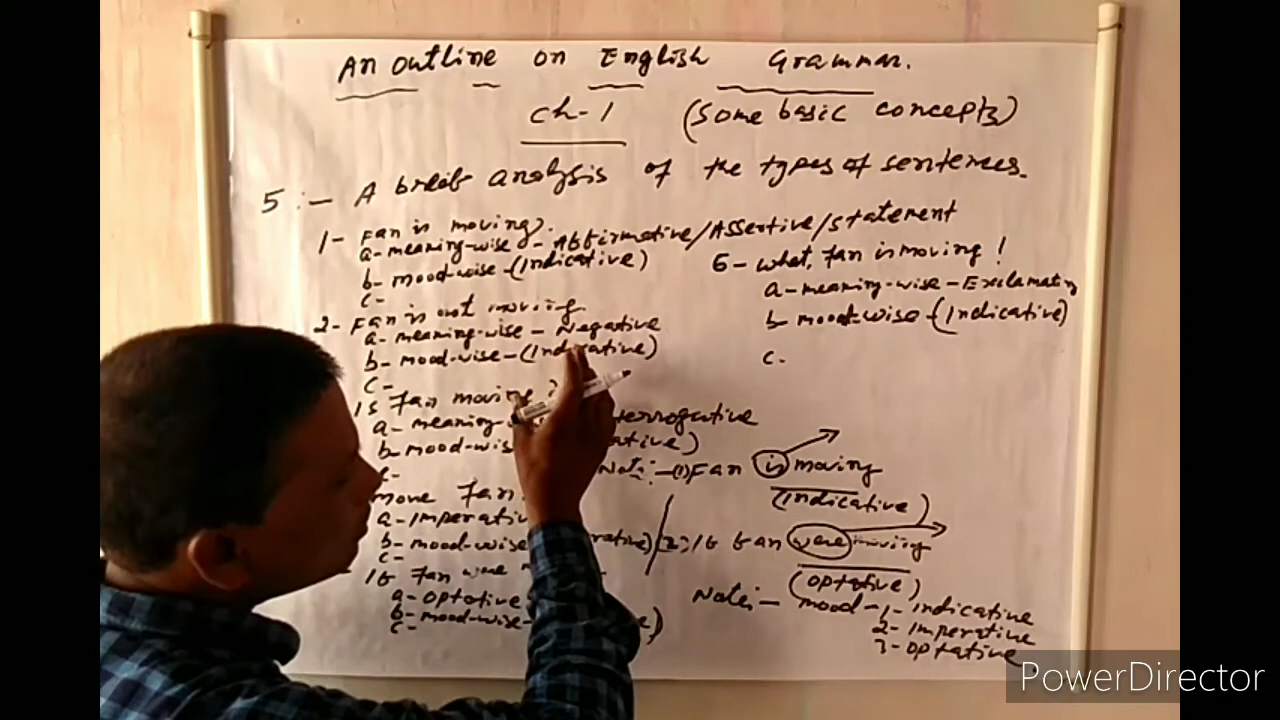 An outline on English Grammar.
ch-1 (some basic concepts)
5:- A breef analysis of the types of sentences.
1- Fan is moving.
a- meaning-wise - Affirmative/Assertive/statement
b- mood-wise-(Indicative)
c-
2- Fan is not moving.
a- meaning-wise - Negative
b- mood-wise-(Indicative)
c-
Is Fan moving ?
a- meaning-
b- mood-wis
c-
move Fan.
a- Imperativ
b- mood-wise
c-
If Fan were
a- optative
b- mood-wise-
c-
6- what, Fan is moving !
a- meaning-wise - Exclamatory
b- mood-wise-(Indicative)
c-
Note:-(1) Fan is moving
(indicative)
(2):- If fan were moving
(optative)
Note:- mood- 1- Indicative
2- Imperative
3- optative
PowerDirector